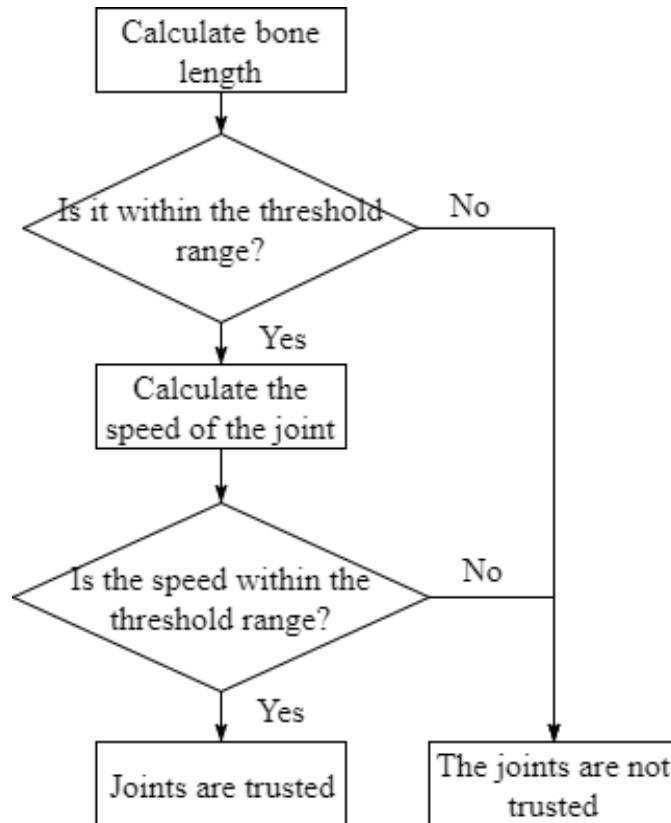 Calculate bone
length
Is it within the threshold
range?
No
Yes
Calculate the
speed of the joint
Is the speed within the
threshold range?
No
Yes
Joints are trusted
The joints are not
trusted